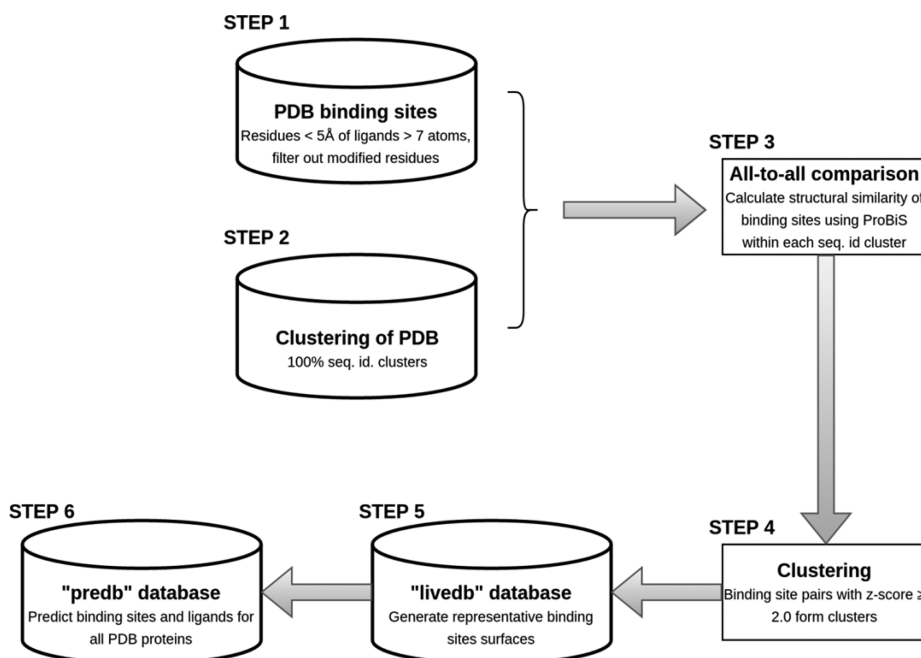 STEP 1
PDB binding sites
Residues < 5Å of ligands > 7 atoms,
filter out modified residues
STEP 2
Clustering of PDB
100% seq. id. clusters
STEP 3
All-to-all comparison
Calculate structural similarity of
binding sites using ProBiS
within each seq. id cluster
STEP 4
Clustering
Binding site pairs with z-score ≥
2.0 form clusters
STEP 5
"livedb" database
Generate representative binding
sites surfaces
STEP 6
"predb" database
Predict binding sites and ligands for
all PDB proteins